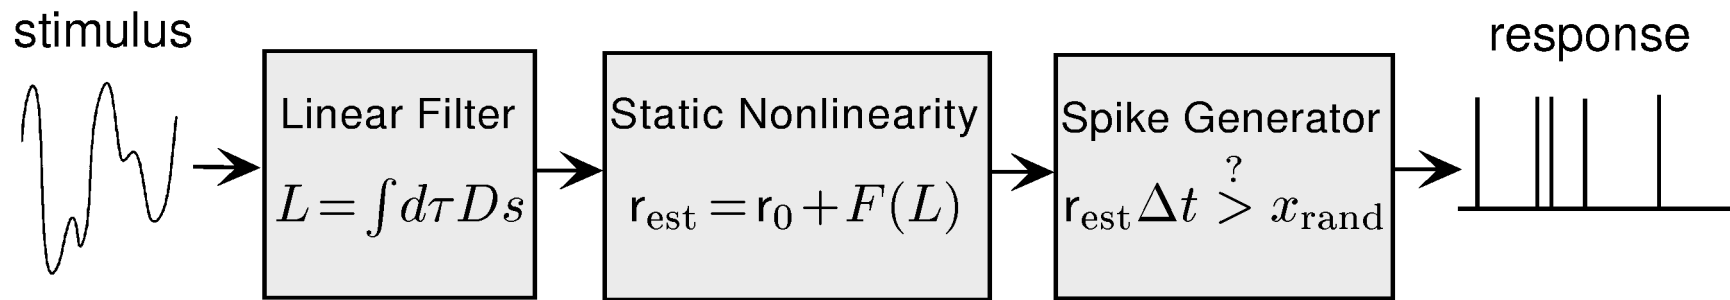 stimulus
Linear Filter
L = ∫ dτ D s
Static Nonlinearity
r_est = r_0 + F(L)
Spike Generator
r_est Δt >^? x_rand
response